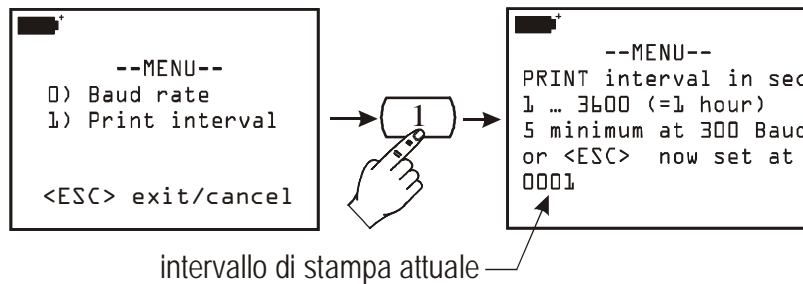 --MENU--
0) Baud rate
1) Print interval
<ESC> exit/cancel
1
--MENU--
PRINT interval in sec
1 … 3600 (=1 hour)
5 minimum at 300 Baud
or <ESC> now set at
0001
intervallo di stampa attuale